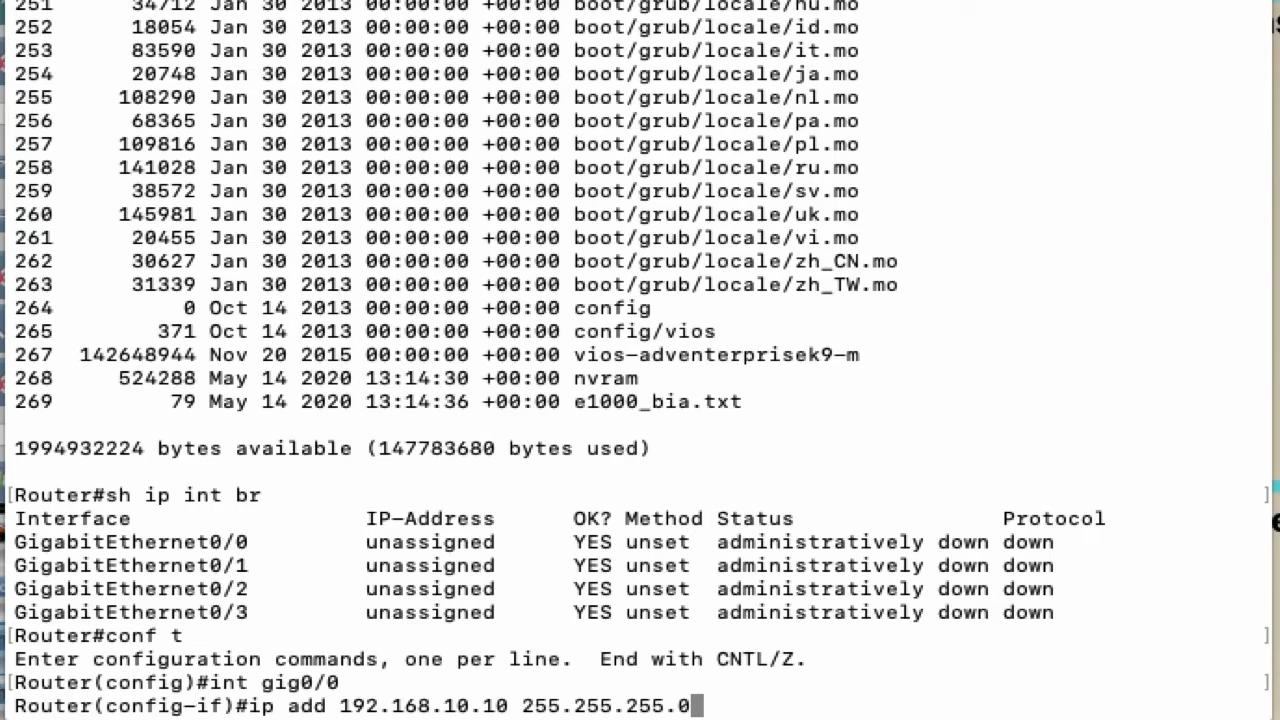 251      34712 Jan 30 2013 00:00:00 +00:00 boot/grub/locale/hu.mo
252      18054 Jan 30 2013 00:00:00 +00:00 boot/grub/locale/id.mo
253      83590 Jan 30 2013 00:00:00 +00:00 boot/grub/locale/it.mo
254      20748 Jan 30 2013 00:00:00 +00:00 boot/grub/locale/ja.mo
255     108290 Jan 30 2013 00:00:00 +00:00 boot/grub/locale/nl.mo
256      68365 Jan 30 2013 00:00:00 +00:00 boot/grub/locale/pa.mo
257     109816 Jan 30 2013 00:00:00 +00:00 boot/grub/locale/pl.mo
258     141028 Jan 30 2013 00:00:00 +00:00 boot/grub/locale/ru.mo
259      38572 Jan 30 2013 00:00:00 +00:00 boot/grub/locale/sv.mo
260     145981 Jan 30 2013 00:00:00 +00:00 boot/grub/locale/uk.mo
261      20455 Jan 30 2013 00:00:00 +00:00 boot/grub/locale/vi.mo
262      30627 Jan 30 2013 00:00:00 +00:00 boot/grub/locale/zh_CN.mo
263      31339 Jan 30 2013 00:00:00 +00:00 boot/grub/locale/zh_TW.mo
264          0 Oct 14 2013 00:00:00 +00:00 config
265        371 Oct 14 2013 00:00:00 +00:00 config/vios
267  142648944 Nov 20 2015 00:00:00 +00:00 vios-adventerprisek9-m
268     524288 May 14 2020 13:14:30 +00:00 nvram
269         79 May 14 2020 13:14:36 +00:00 e1000_bia.txt
1994932224 bytes available (147783680 bytes used)
[Router#sh ip int br ]
Interface                  IP-Address      OK? Method Status                Protocol
GigabitEthernet0/0         unassigned      YES unset  administratively down down
GigabitEthernet0/1         unassigned      YES unset  administratively down down
GigabitEthernet0/2         unassigned      YES unset  administratively down down
GigabitEthernet0/3         unassigned      YES unset  administratively down down
[Router#conf t ]
Enter configuration commands, one per line.  End with CNTL/Z.
[Router(config)#int gig0/0 ]
Router(config-if)#ip add 192.168.10.10 255.255.255.0